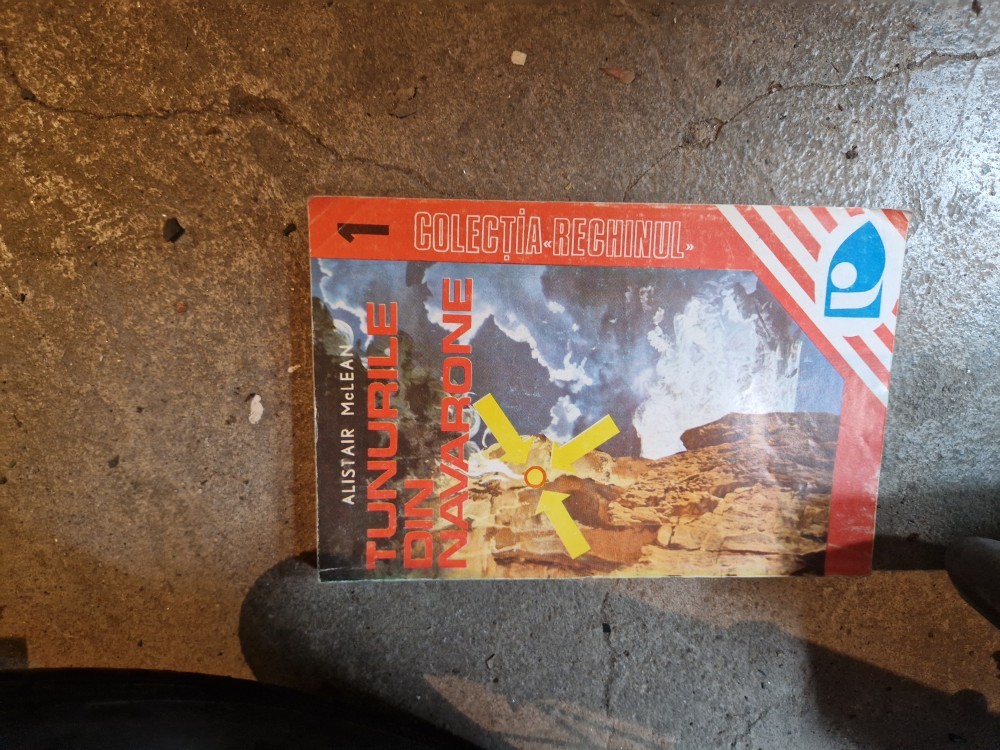 1
COLECȚIA «RECHINUL»
ALISTAIR McLEAN
TUNURILE
DIN
NAVARONE